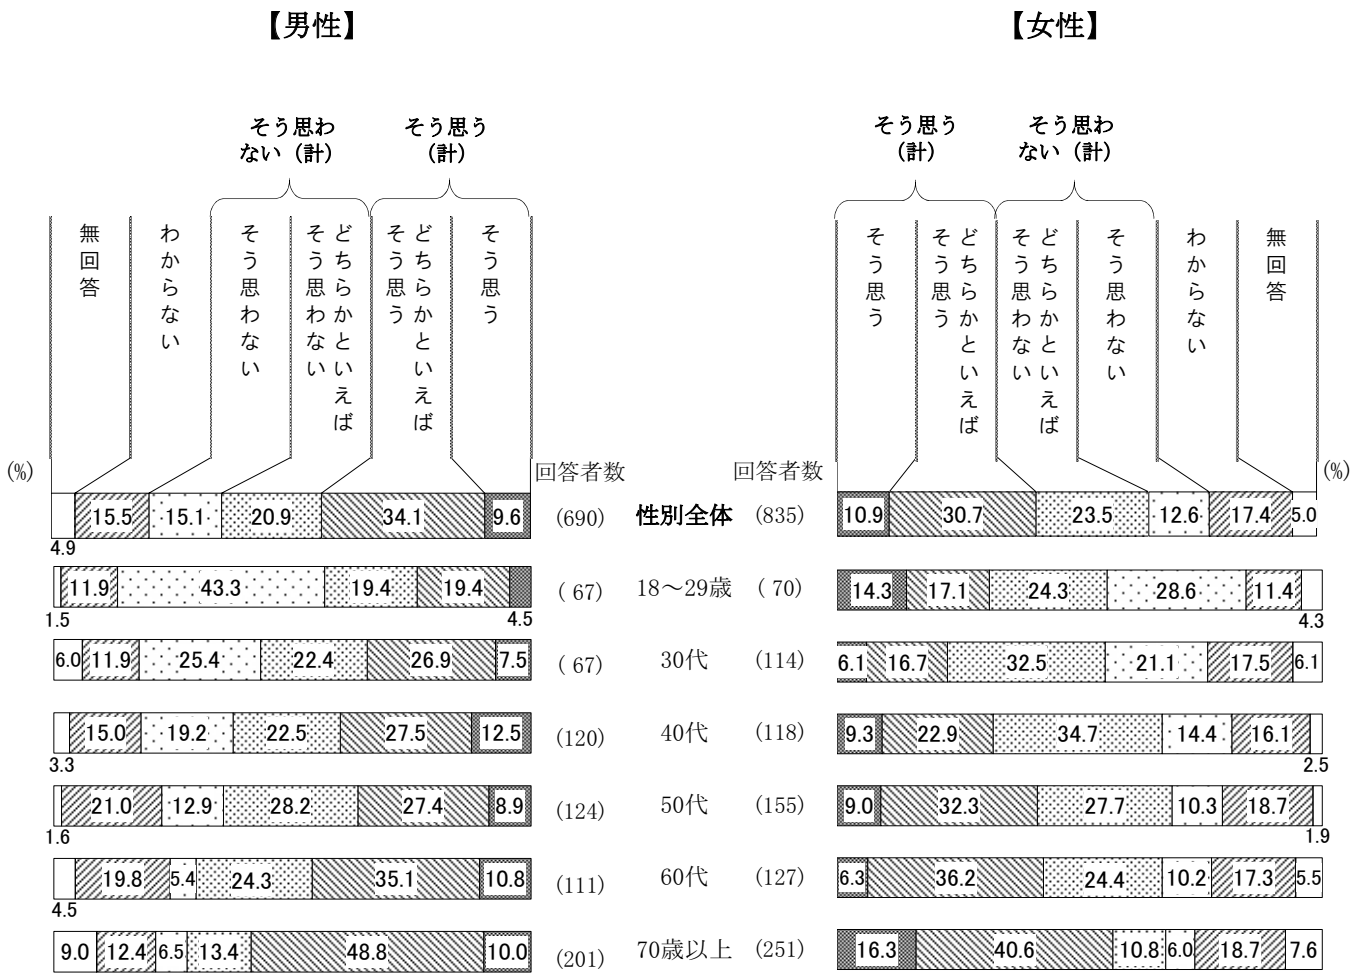 【男性】
【女性】
そう思わ
ない（計）
そう思う
（計）
そう思う
（計）
そう思わ
ない（計）
無回答
わからない
そう思わない
どちらかといえば
そう思わない
どちらかといえば
そう思う
そう思う
そう思う
どちらかといえば
そう思う
どちらかといえば
そう思わない
そう思わない
わからない
無回答
(%) 回答者数 回答者数 (%)
15.5 15.1 20.9 34.1 9.6 (690) 性別全体 (835) 10.9 30.7 23.5 12.6 17.4 5.0
4.9
11.9 43.3 19.4 19.4 ( 67) 18～29歳 ( 70) 14.3 17.1 24.3 28.6 11.4
1.5 4.5 4.3
6.0 11.9 25.4 22.4 26.9 7.5 ( 67) 30代 (114) 6.1 16.7 32.5 21.1 17.5 6.1
15.0 19.2 22.5 27.5 12.5 (120) 40代 (118) 9.3 22.9 34.7 14.4 16.1
3.3 2.5
21.0 12.9 28.2 27.4 8.9 (124) 50代 (155) 9.0 32.3 27.7 10.3 18.7
1.6 1.9
19.8 5.4 24.3 35.1 10.8 (111) 60代 (127) 6.3 36.2 24.4 10.2 17.3 5.5
4.5
9.0 12.4 6.5 13.4 48.8 10.0 (201) 70歳以上 (251) 16.3 40.6 10.8 6.0 18.7 7.6